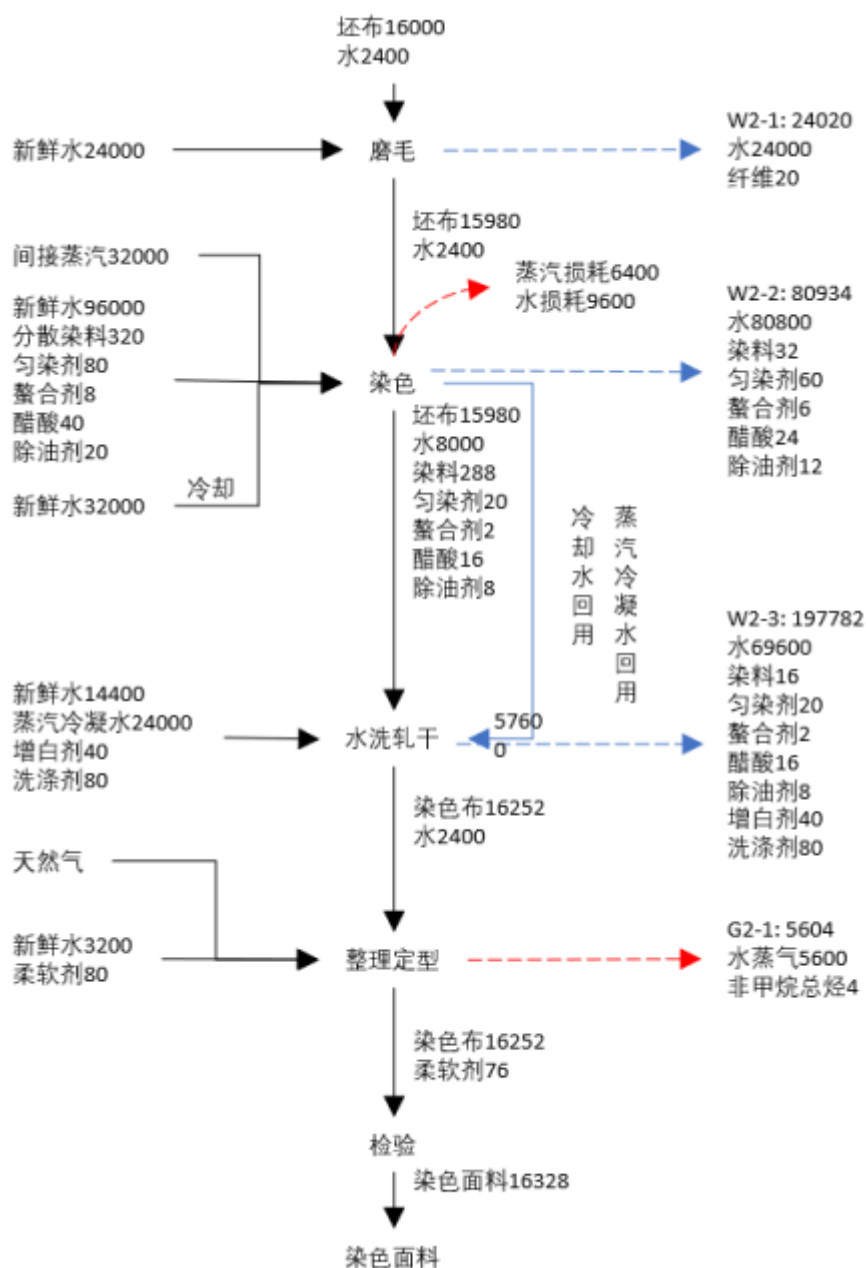 坯布16000
水2400
新鲜水24000
磨毛
W2-1: 24020
水24000
纤维20
坯布15980
水2400
间接蒸汽32000
蒸汽损耗6400
水损耗9600
新鲜水96000
分散染料320
匀染剂80
螯合剂8
醋酸40
除油剂20
染色
W2-2: 80934
水80800
染料32
匀染剂60
螯合剂6
醋酸24
除油剂12
新鲜水32000
冷却
坯布15980
水8000
染料288
匀染剂20
螯合剂2
醋酸16
除油剂8
冷却水回用
蒸汽冷凝水回用
新鲜水14400
蒸汽冷凝水24000
增白剂40
洗涤剂80
水洗轧干
5760
0
W2-3: 197782
水69600
染料16
匀染剂20
螯合剂2
醋酸16
除油剂8
增白剂40
洗涤剂80
染色布16252
水2400
天然气
新鲜水3200
柔软剂80
整理定型
G2-1: 5604
水蒸气5600
非甲烷总烃4
染色布16252
柔软剂76
检验
染色面料16328
染色面料